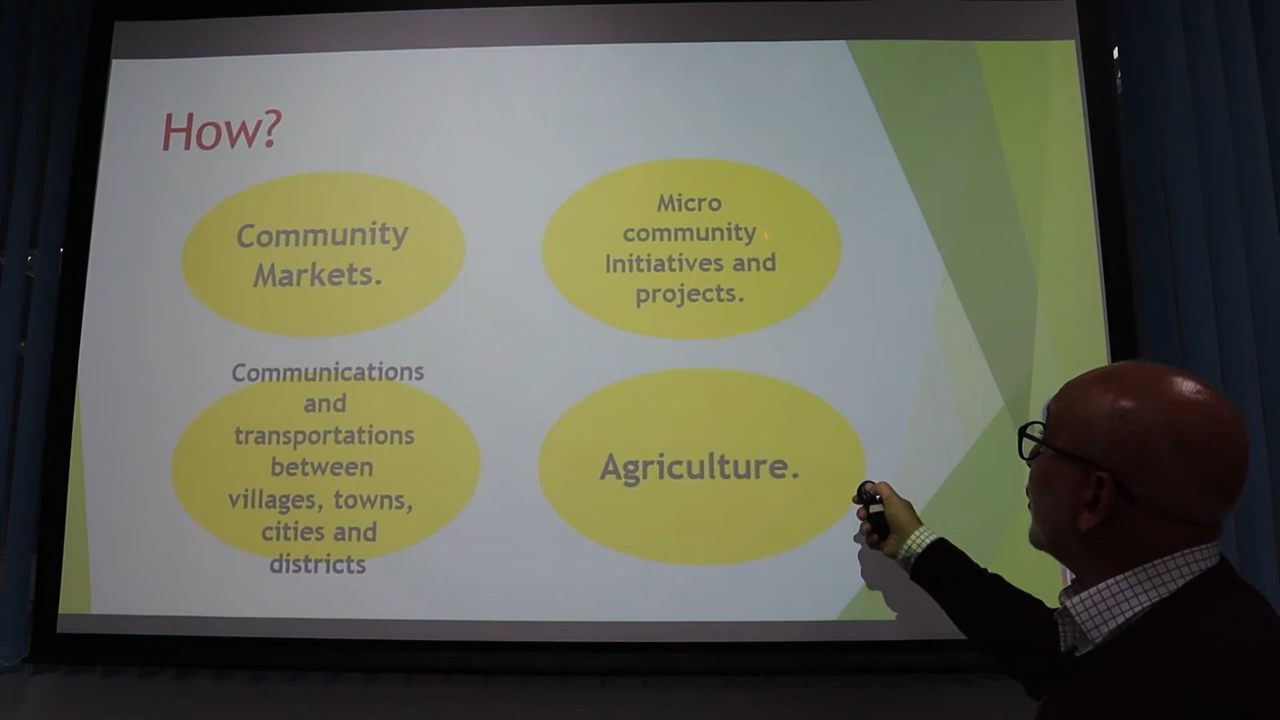 How?
Community
Markets.
Micro
community
Initiatives and
projects.
Communications
and
transportations
between
villages, towns,
cities and
districts
Agriculture.